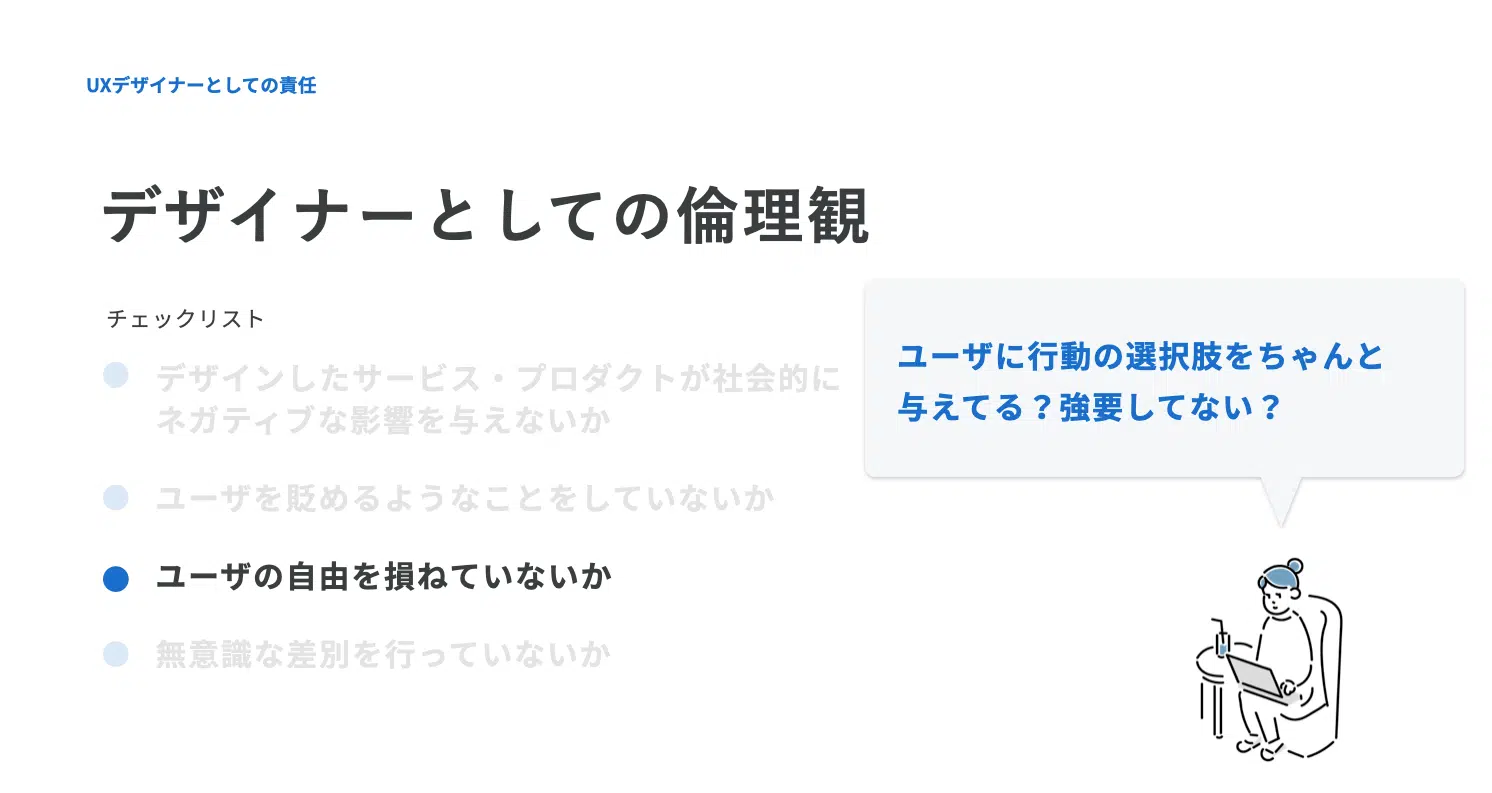 UXデザイナーとしての責任
デザイナーとしての倫理観
チェックリスト
デザインしたサービス・プロダクトが社会的に
ネガティブな影響を与えないか
ユーザを貶めるようなことをしていないか
ユーザの自由を損ねていないか
無意識な差別を行っていないか
ユーザに行動の選択肢をちゃんと
与えてる？強要してない？